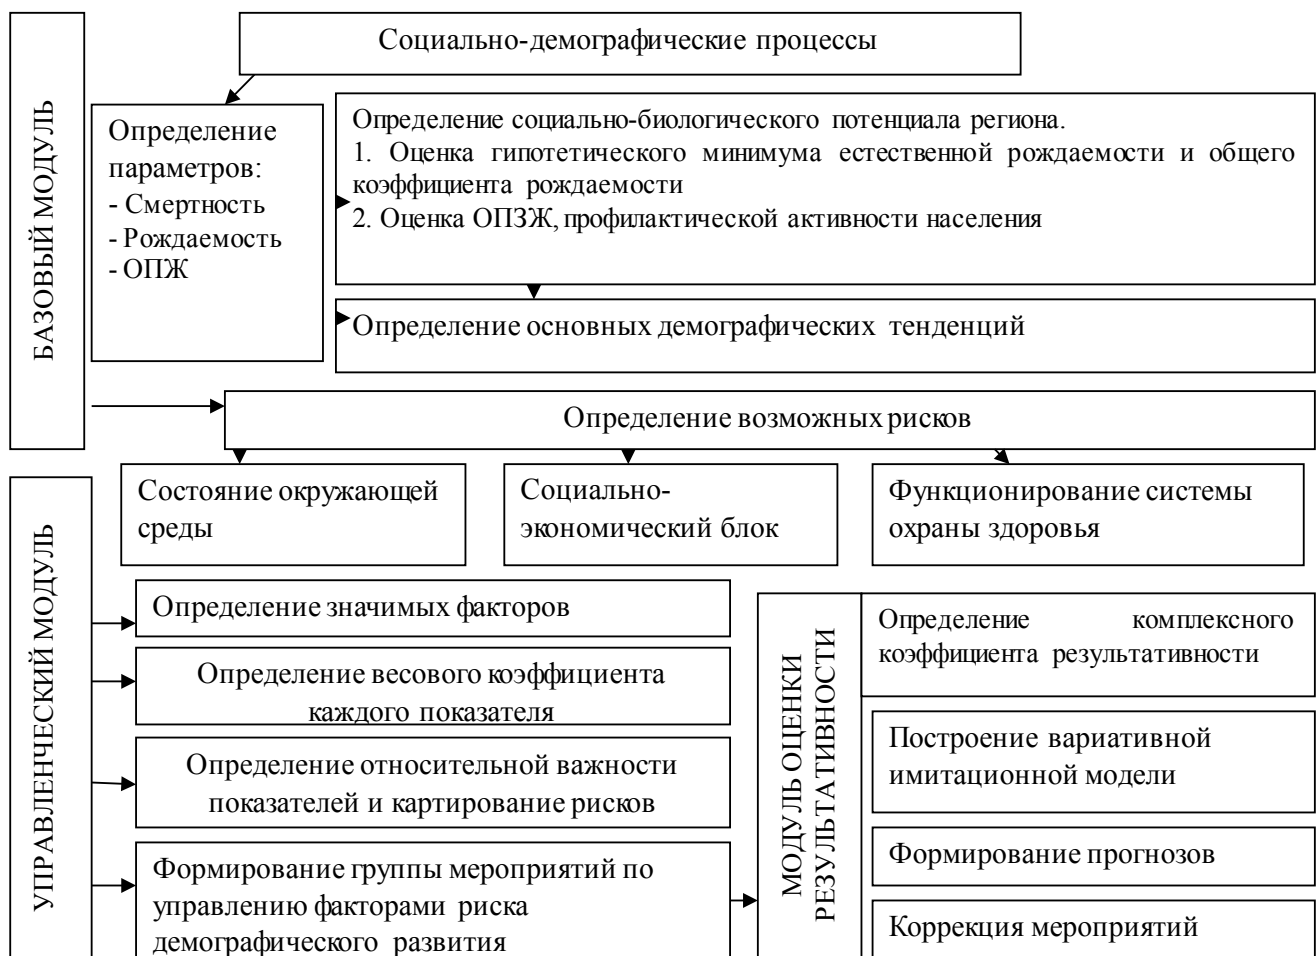 БАЗОВЫЙ МОДУЛЬ
Социально-демографические процессы
Определение
параметров:
- Смертность
- Рождаемость
- ОПЖ
Определение социально-биологического потенциала региона.
1. Оценка гипотетического минимума естественной рождаемости и общего
коэффициента рождаемости
2. Оценка ОПЗЖ, профилактической активности населения
Определение основных демографических тенденций
Определение возможных рисков
Состояние окружающей
среды
Социально-
экономический блок
Функционирование системы
охраны здоровья
УПРАВЛЕНЧЕСКИЙ МОДУЛЬ
Определение значимых факторов
Определение весового коэффициента
каждого показателя
Определение относительной важности
показателей и картирование рисков
Формирование группы мероприятий по
управлению факторами риска
демографического развития
МОДУЛЬ ОЦЕНКИ
РЕЗУЛЬТАТИВНОСТИ
Определение комплексного
коэффициента результативности
Построение вариативной
имитационной модели
Формирование прогнозов
Коррекция мероприятий